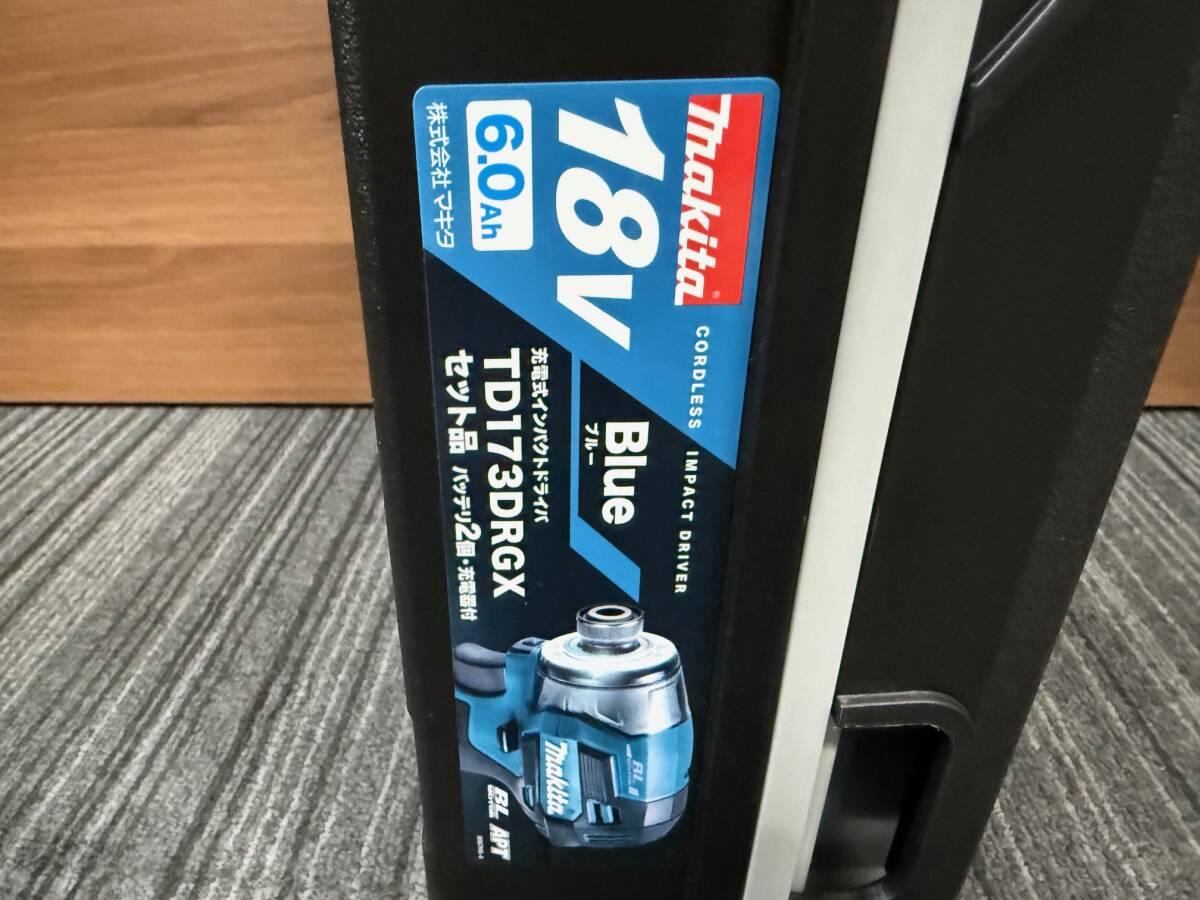 makita
18V
6.0Ah
株式会社マキタ
CORDLESS IMPACT DRIVER
Blue
ブルー
充電式インパクトドライバ
TD173DRGX
セット品 バッテリ2個・充電器付
makita
BL
BL MOTOR APT